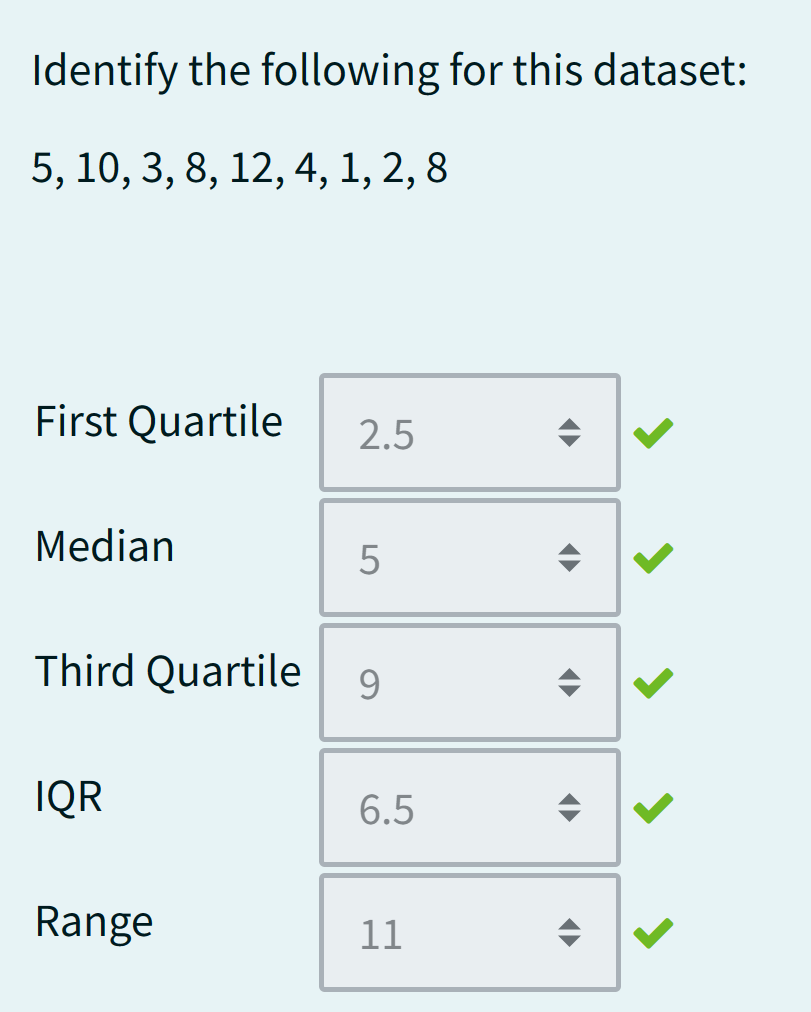 Identify the following for this dataset:
5, 10, 3, 8, 12, 4, 1, 2, 8
First Quartile 2.5
Median 5
Third Quartile 9
IQR 6.5
Range 11